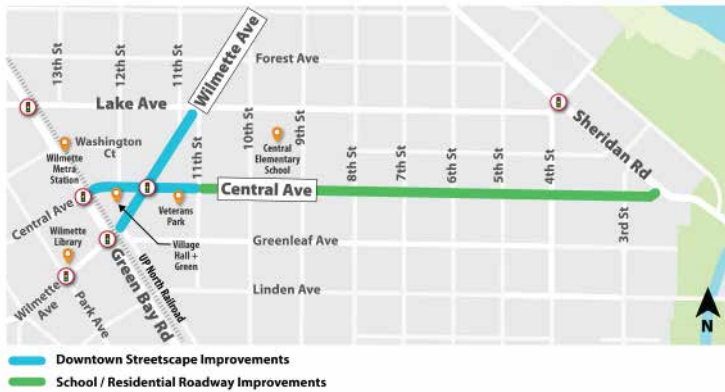 13th St
12th St
11th St
Wilmette Ave
Forest Ave
Lake Ave
Washington
Ct
Wilmette
Metra
Station
10th St
9th St
Central
Elementary
School
Sheridan Rd
11th St
8th St
7th St
6th St
5th St
4th St
3rd St
Central Ave
Central Ave
Veterans
Park
Village
Hall +
Green
Wilmette
Library
Greenleaf Ave
Linden Ave
Wilmette
Ave
Park Ave
Green Bay Rd
UP North Railroad
N
Downtown Streetscape Improvements
School / Residential Roadway Improvements